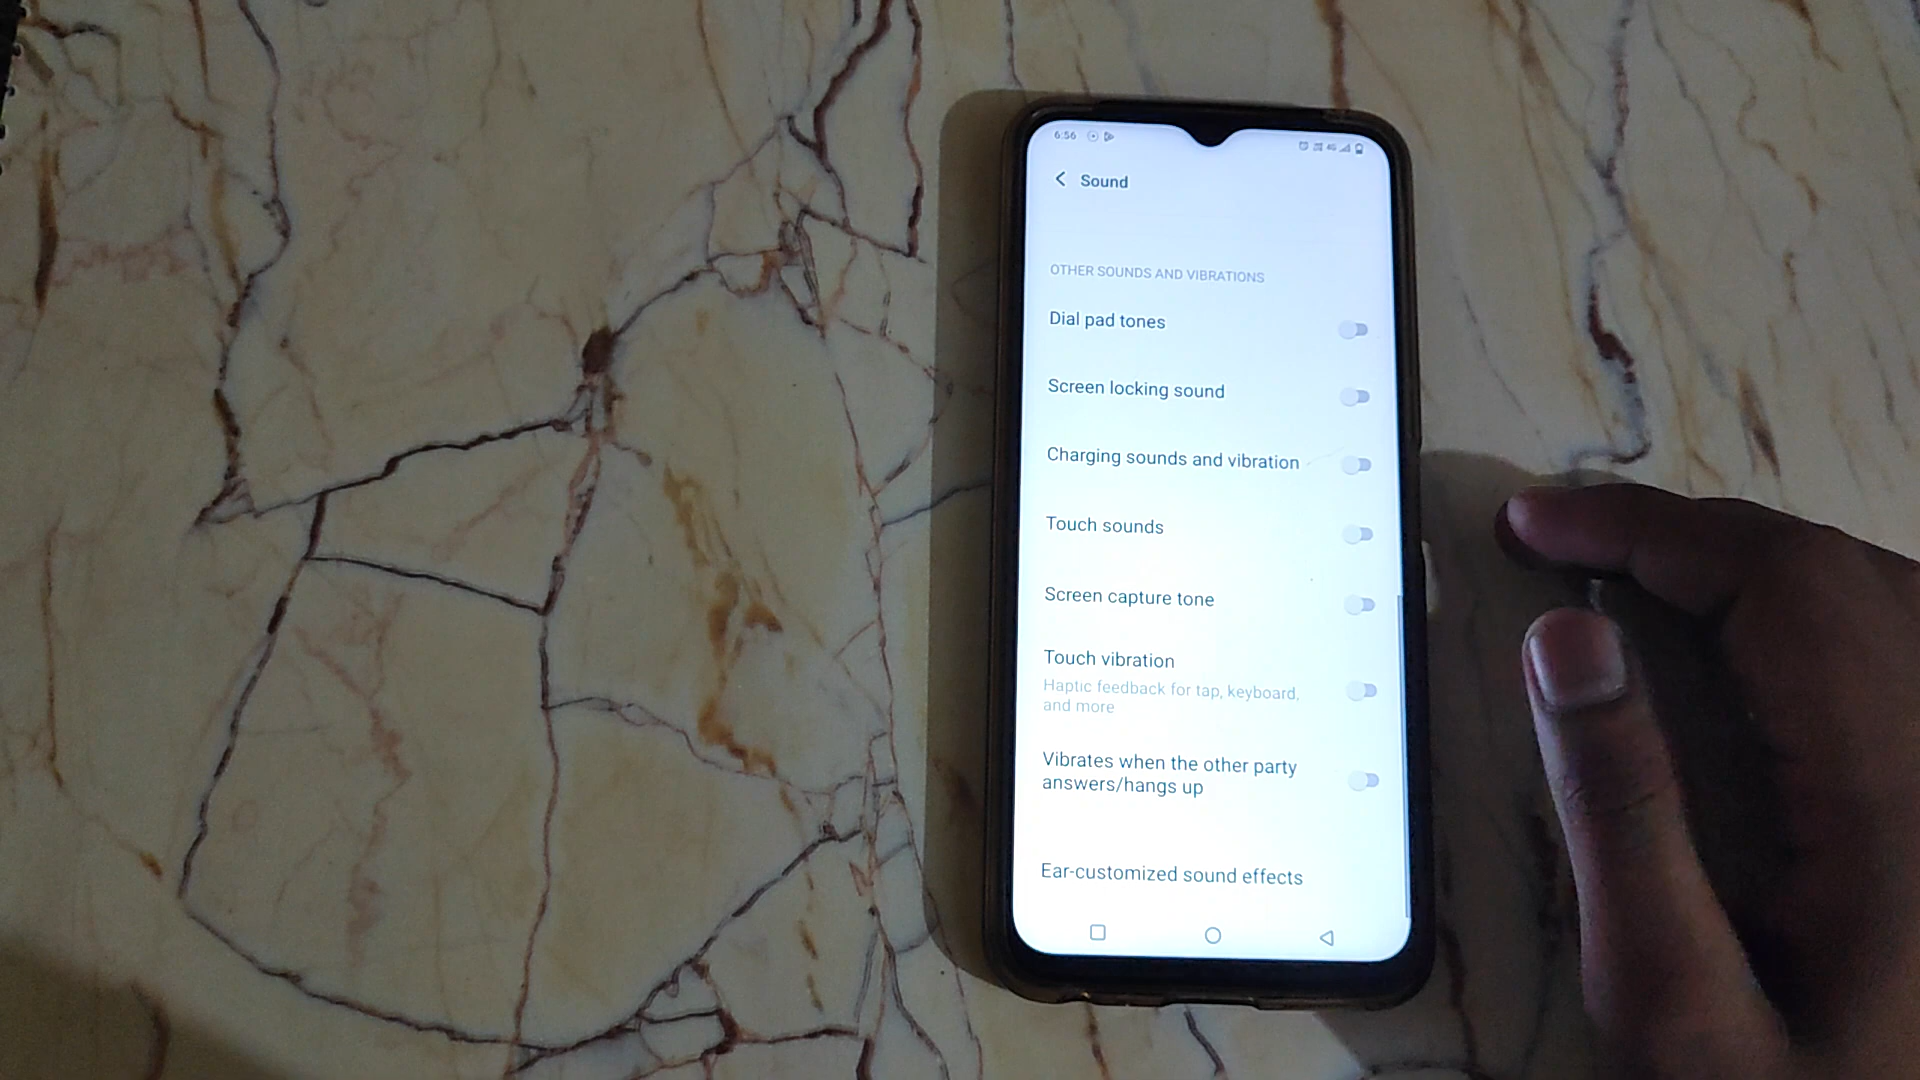 6:56
Sound
OTHER SOUNDS AND VIBRATIONS
Dial pad tones
Screen locking sound
Charging sounds and vibration
Touch sounds
Screen capture tone
Touch vibration
Haptic feedback for tap, keyboard,
and more
Vibrates when the other party
answers/hangs up
Ear-customized sound effects